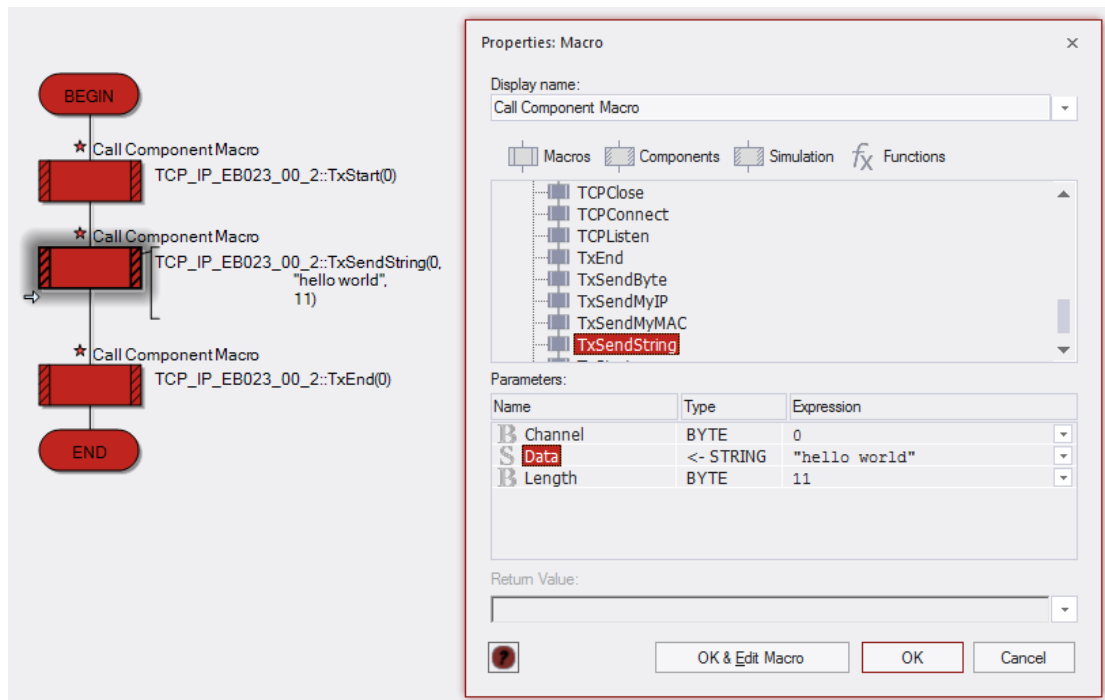 BEGIN
Call Component Macro
TCP_IP_EB023_00_2::TxStart(0)
Call Component Macro
TCP_IP_EB023_00_2::TxSendString(0,
"hello world",
11)
Call Component Macro
TCP_IP_EB023_00_2::TxEnd(0)
END
Properties: Macro
Display name:
Call Component Macro
Macros Components Simulation fx Functions
TCPClose
TCPConnect
TCPListen
TxEnd
TxSendByte
TxSendMyIP
TxSendMyMAC
TxSendString
Parameters:
Name Type Expression
B Channel BYTE 0
S Data <- STRING "hello world"
B Length BYTE 11
Return Value:
? OK & Edit Macro OK Cancel